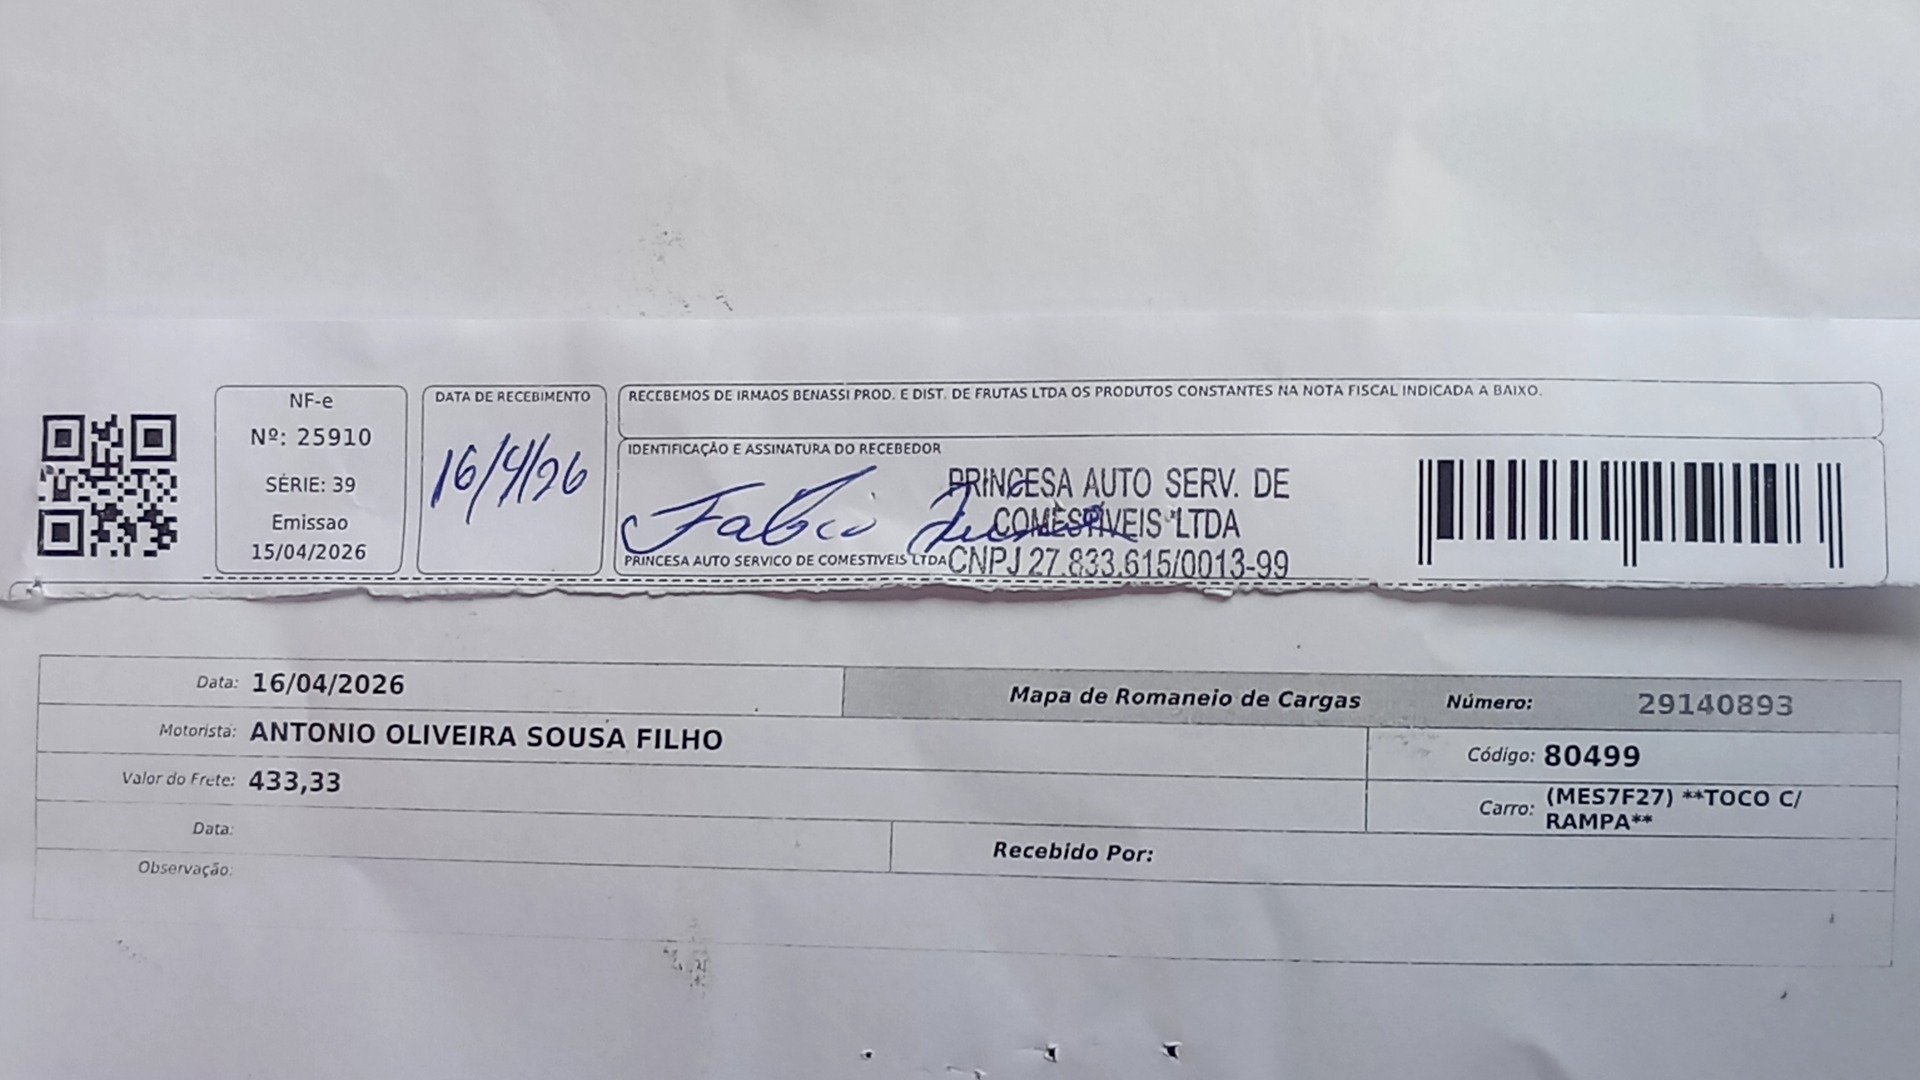 NF-e
Nº: 25910
SÉRIE: 39
Emissao
15/04/2026
DATA DE RECEBIMENTO
16/4/26
RECEBEMOS DE IRMAOS BENASSI PROD. E DIST. DE FRUTAS LTDA OS PRODUTOS CONSTANTES NA NOTA FISCAL INDICADA A BAIXO.
IDENTIFICAÇÃO E ASSINATURA DO RECEBEDOR
Fabio
PRINCESA AUTO SERV. DE
COMESTIVEIS LTDA
CNPJ 27.833.615/0013-99
PRINCESA AUTO SERVICO DE COMESTIVEIS LTDA
Data: 16/04/2026
Mapa de Romaneio de Cargas
Número: 29140893
Motorista: ANTONIO OLIVEIRA SOUSA FILHO
Código: 80499
Valor do Frete: 433,33
Carro: (MES7F27) **TOCO C/
RAMPA**
Data:
Recebido Por:
Observação: